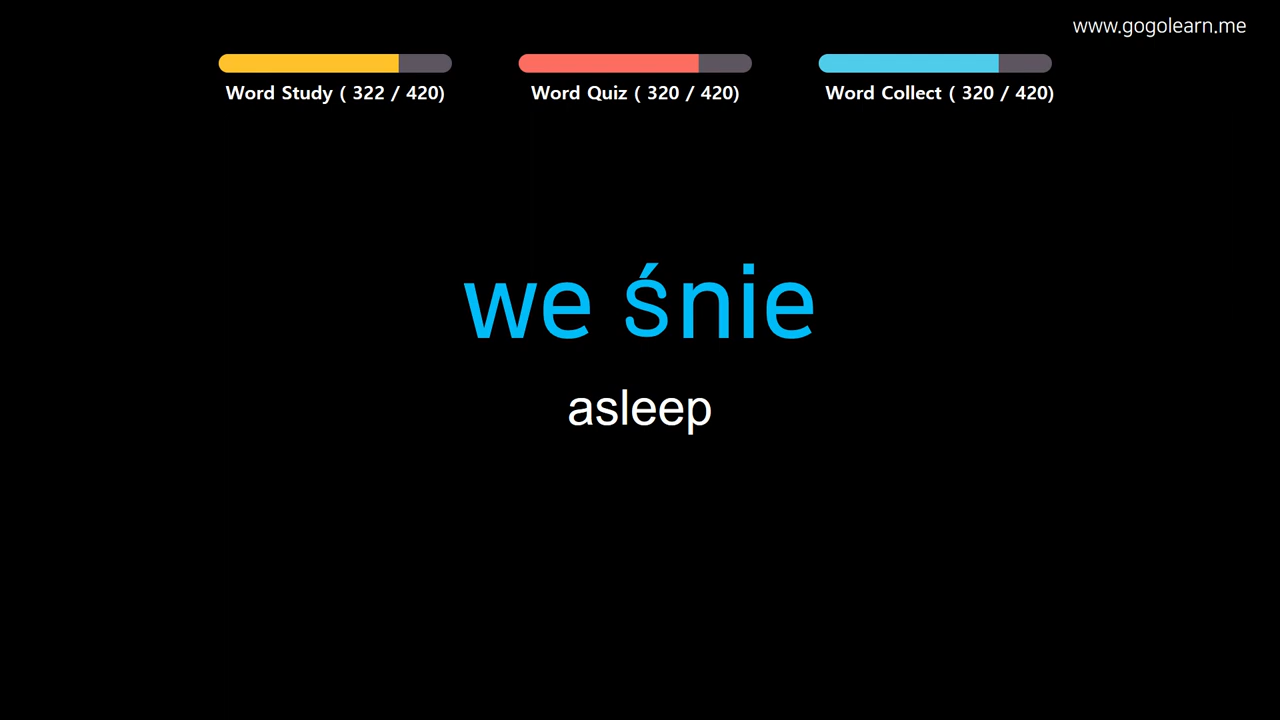 www.gogolearn.me
Word Study ( 322 / 420)
Word Quiz ( 320 / 420)
Word Collect ( 320 / 420)
we śnie
asleep